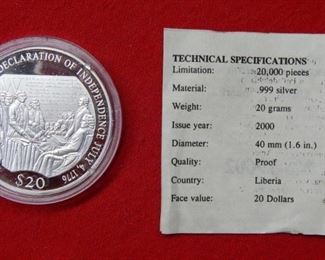 DECLARATION OF INDEPENDENCE JULY 4, 1776
$20
TECHNICAL SPECIFICATIONS
Limitation: 20,000 pieces
Material: .999 silver
Weight: 20 grams
Issue year: 2000
Diameter: 40 mm (1.6 in.)
Quality: Proof
Country: Liberia
Face value: 20 Dollars